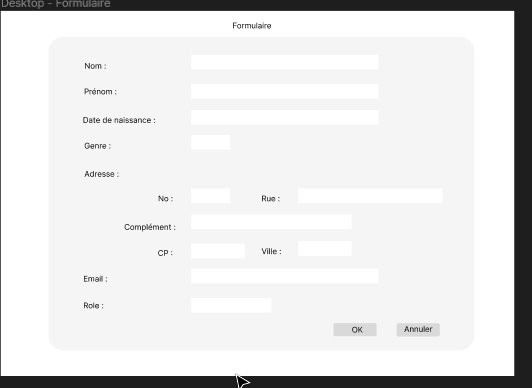 Desktop - Formulaire
Formulaire
Nom :
Prénom :
Date de naissance :
Genre :
Adresse :
No : Rue :
Complément :
CP : Ville :
Email :
Role :
OK Annuler